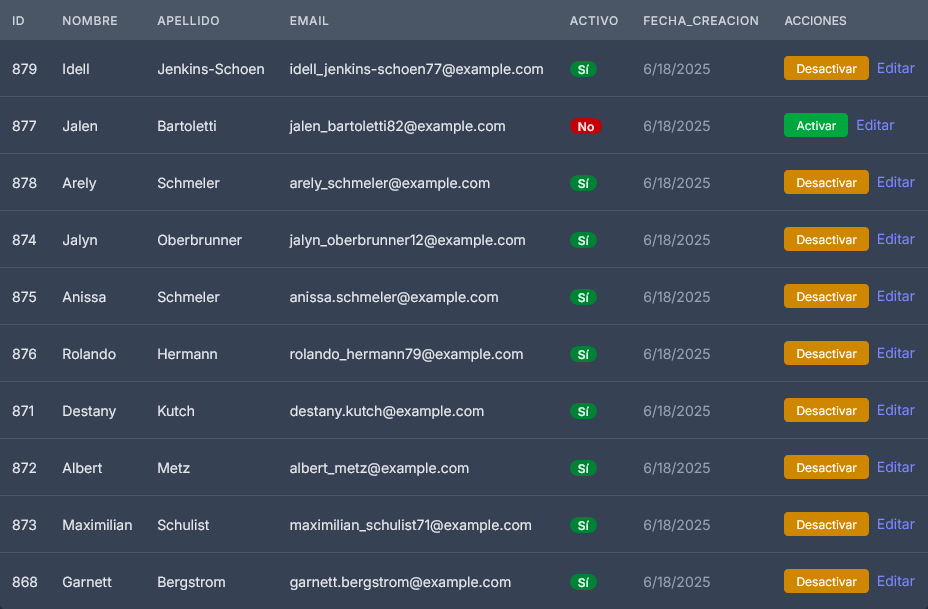 ID NOMBRE APELLIDO EMAIL ACTIVO FECHA_CREACION ACCIONES
879 Idell Jenkins-Schoen idell_jenkins-schoen77@example.com Sí 6/18/2025 Desactivar Editar
877 Jalen Bartoletti jalen_bartoletti82@example.com No 6/18/2025 Activar Editar
878 Arely Schmeler arely_schmeler@example.com Sí 6/18/2025 Desactivar Editar
874 Jalyn Oberbrunner jalyn_oberbrunner12@example.com Sí 6/18/2025 Desactivar Editar
875 Anissa Schmeler anissa.schmeler@example.com Sí 6/18/2025 Desactivar Editar
876 Rolando Hermann rolando_hermann79@example.com Sí 6/18/2025 Desactivar Editar
871 Destany Kutch destany.kutch@example.com Sí 6/18/2025 Desactivar Editar
872 Albert Metz albert_metz@example.com Sí 6/18/2025 Desactivar Editar
873 Maximilian Schulist maximilian_schulist71@example.com Sí 6/18/2025 Desactivar Editar
868 Garnett Bergstrom garnett.bergstrom@example.com Sí 6/18/2025 Desactivar Editar